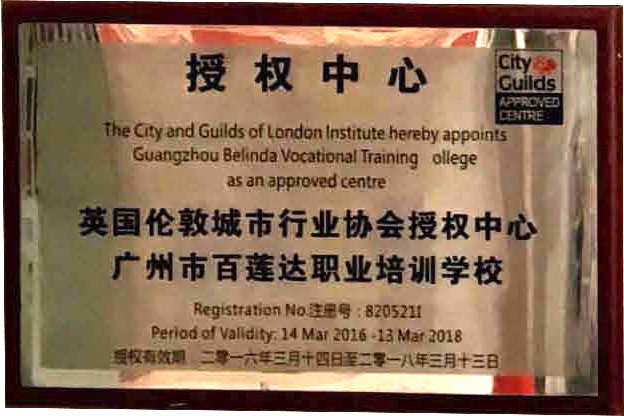 授权中心
City
Guilds
APPROVED
CENTRE
The City and Guilds of London Institute hereby appoints
Guangzhou Belinda Vocational Training ollege
as an approved centre
英国伦敦城市行业协会授权中心
广州市百莲达职业培训学校
Registration No.注册号：820521I
Period of Validity: 14 Mar 2016 -13 Mar 2018
授权有效期 二零一六年三月十四日至二零一八年三月十三日